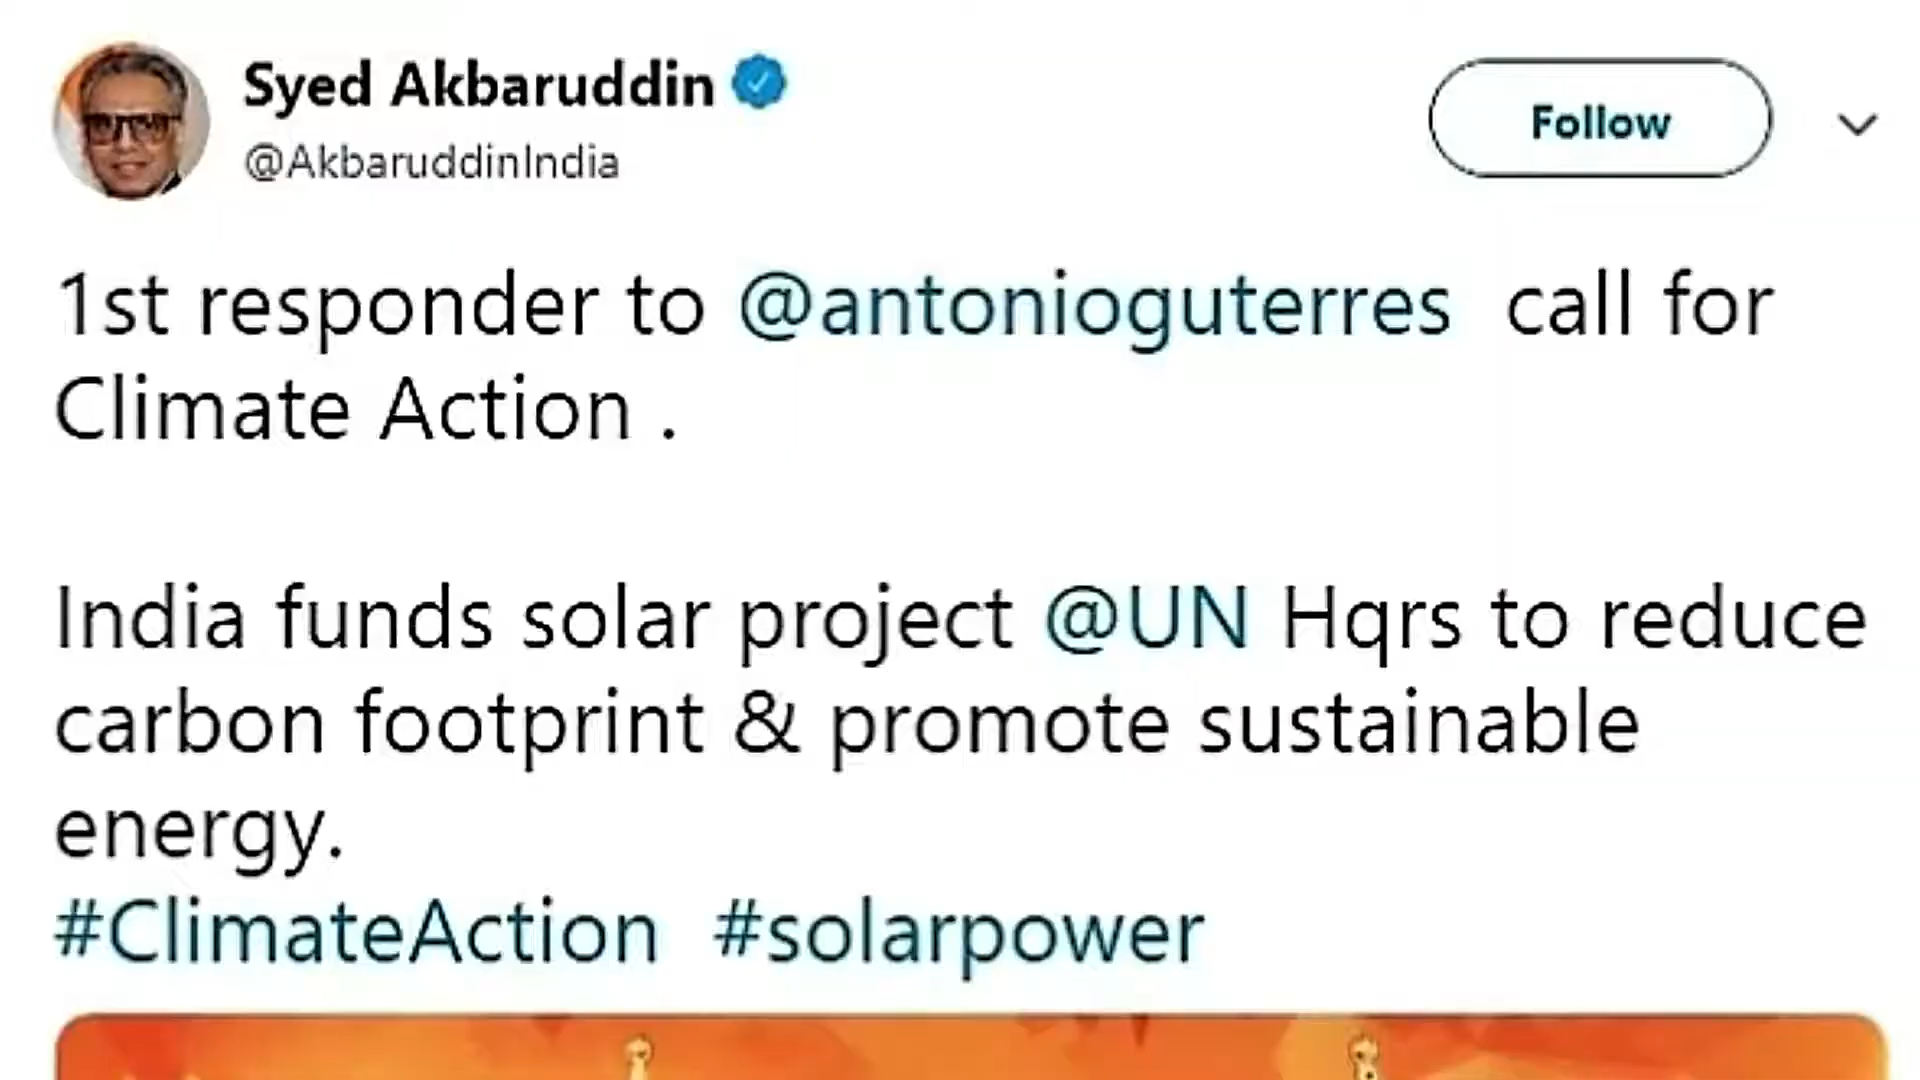 Syed Akbaruddin
@AkbaruddinIndia
Follow
1st responder to @antonioguterres call for
Climate Action .
India funds solar project @UN Hqrs to reduce
carbon footprint & promote sustainable
energy.
#ClimateAction #solarpower